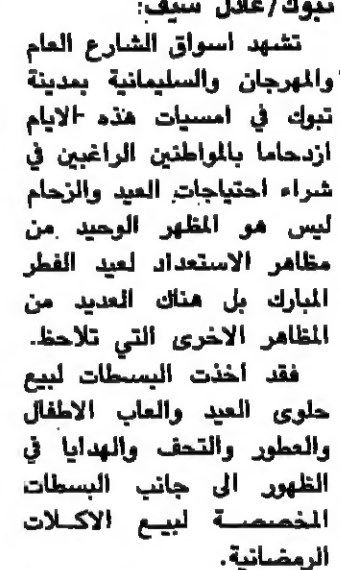 تبوك/عادل سيف:
تشهد اسواق الشارع العام
والمهرجان والسليمانية بمدينة
تبوك في امسيات هذه الايام
ازدحاما بالمواطنين الراغبين في
شراء احتياجات العيد والزحام
ليس هو المظهر الوحيد من
مظاهر الاستعداد لعيد الفطر
المبارك بل هناك العديد من
المظاهر الاخرى التي تلاحظ.
فقد اخذت البسطات لبيع
حلوى العيد والعاب الاطفال
والعطور والتحف والهدايا في
الظهور الى جانب البسطات
المخصصة لبيع الاكلات
الرمضانية.